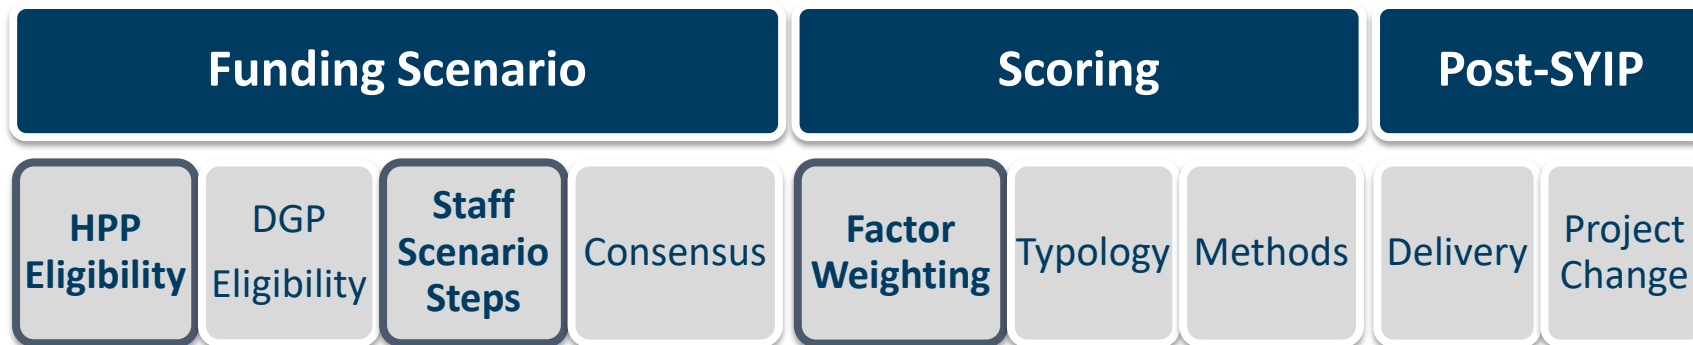 Funding Scenario
Scoring
Post-SYIP
HPP
Eligibility
DGP
Eligibility
Staff
Scenario
Steps
Consensus
Factor
Weighting
Typology
Methods
Delivery
Project
Change